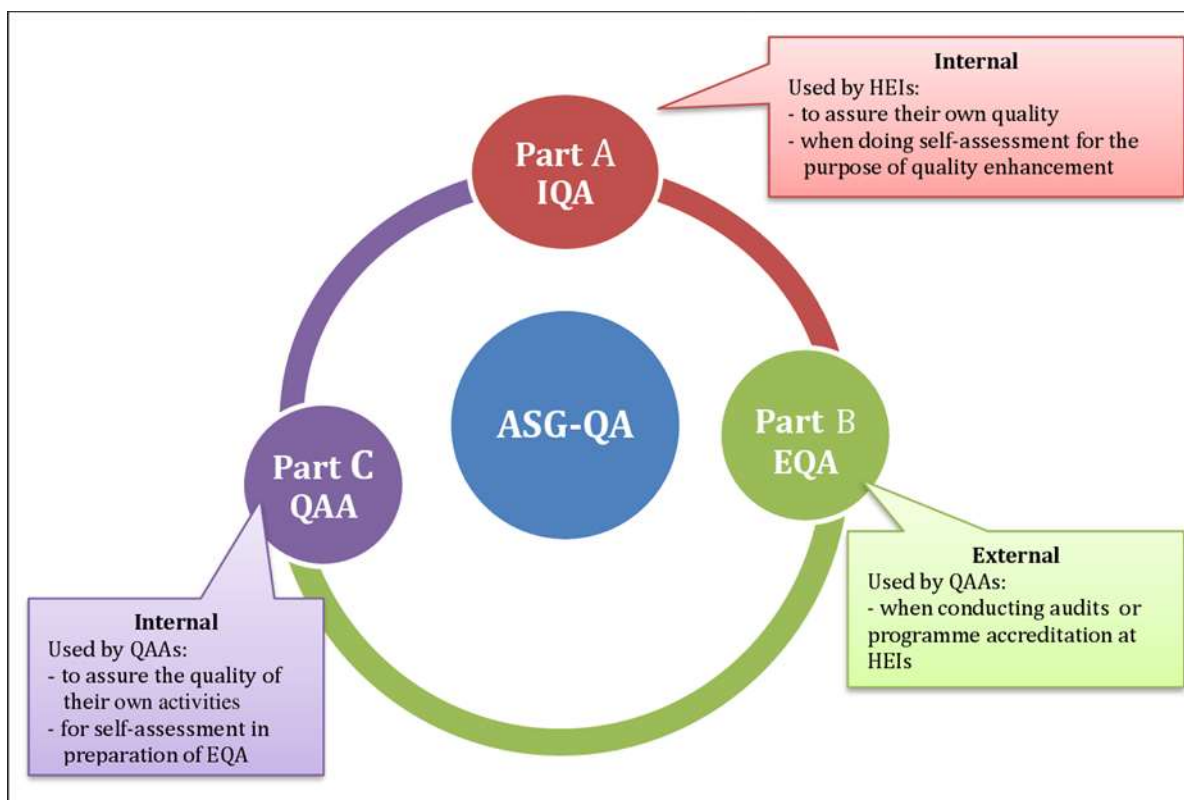 Internal
Used by HEIs:
- to assure their own quality
- when doing self-assessment for the
purpose of quality enhancement
Part A
IQA
ASG-QA
Part B
EQA
Part C
QAA
External
Used by QAAs:
- when conducting audits or
programme accreditation at
HEIs
Internal
Used by QAAs:
- to assure the quality of
their own activities
- for self-assessment in
preparation of EQA